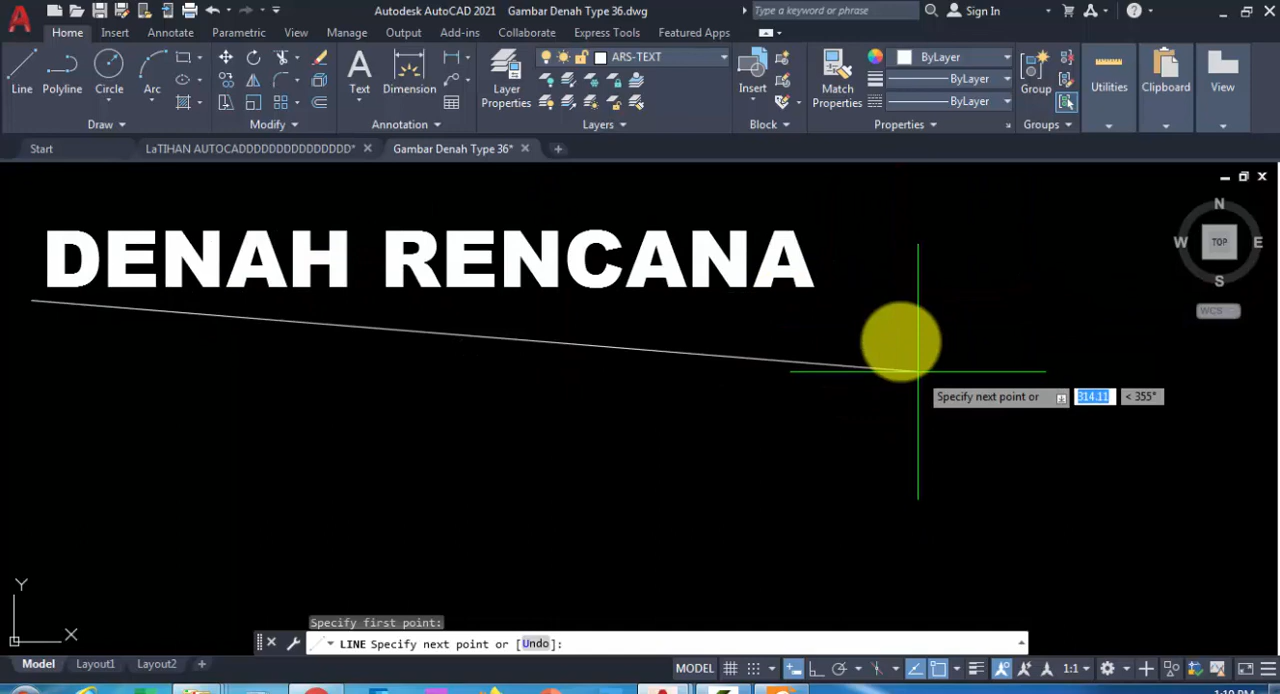 Autodesk AutoCAD 2021 Gambar Denah Type 36.dwg Type a keyword or phrase Sign In
Home Insert Annotate Parametric View Manage Output Add-ins Collaborate Express Tools Featured Apps
ARS-TEXT ByLayer
ByLayer
ByLayer
Line Polyline Circle Arc Text Dimension Layer Properties Insert Match Properties Group Utilities Clipboard View
Draw Modify Annotation Layers Block Properties Groups
Start LaTIHAN AUTOCADDDDDDDDDDDDDDD* Gambar Denah Type 36*
DENAH RENCANA
N
W TOP E
S
WCS
Specify next point or 314.11 < 355°
Y
X
Specify first point:
LINE Specify next point or [Undo]:
Model Layout1 Layout2 MODEL 1:1